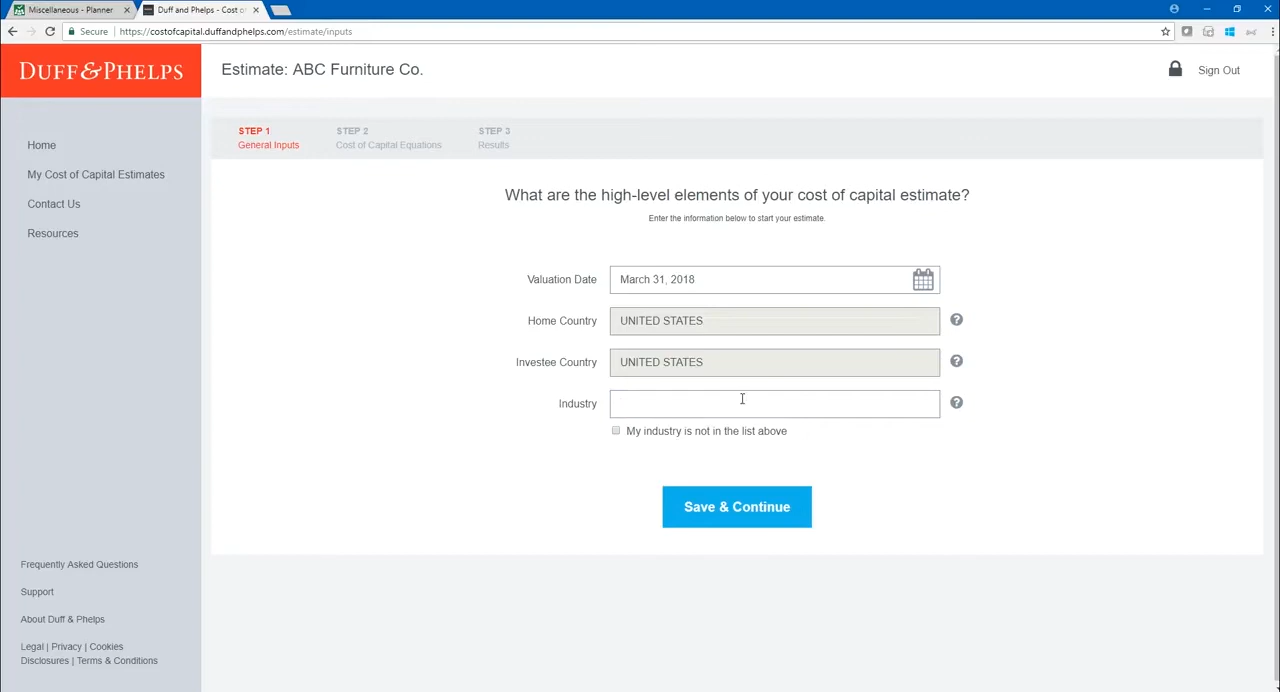 Miscellaneous - Planner
Duff and Phelps - Cost o
Secure
https://costofcapital.duffandphelps.com/estimate/inputs
DUFF&PHELPS
Estimate: ABC Furniture Co.
Sign Out
Home
My Cost of Capital Estimates
Contact Us
Resources
STEP 1
General Inputs
STEP 2
Cost of Capital Equations
STEP 3
Results
What are the high-level elements of your cost of capital estimate?
Enter the information below to start your estimate.
Valuation Date
March 31, 2018
Home Country
UNITED STATES
?
Investee Country
UNITED STATES
?
Industry
?
My industry is not in the list above
Save & Continue
Frequently Asked Questions
Support
About Duff & Phelps
Legal | Privacy | Cookies
Disclosures | Terms & Conditions